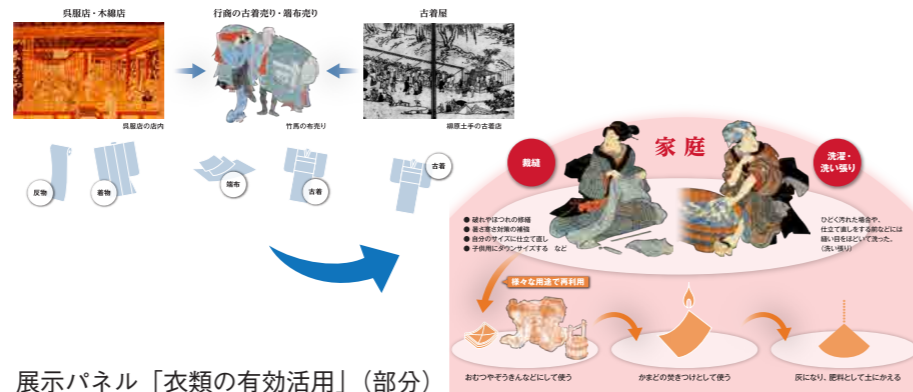 呉服店・木綿店
行商の古着売り・端布売り
古着屋
呉服店の店内
竹馬の布売り
柳原土手の古着店
反物
着物
端布
古着
古着
家庭
裁縫
洗濯・
洗い張り
● 破れやほつれの修繕
● 暑さ寒さ対策の補強
● 自分のサイズに仕立て直し
● 子供用にダウンサイズする など
ひどく汚れた場合や、
仕立て直しをする前などには
縫い目をほどいて洗った。
(洗い張り)
様々な用途で再利用
おむつやぞうきんなどにして使う
かまどの焚きつけとして使う
灰になり、肥料として土にかえる
展示パネル「衣類の有効活用」(部分)